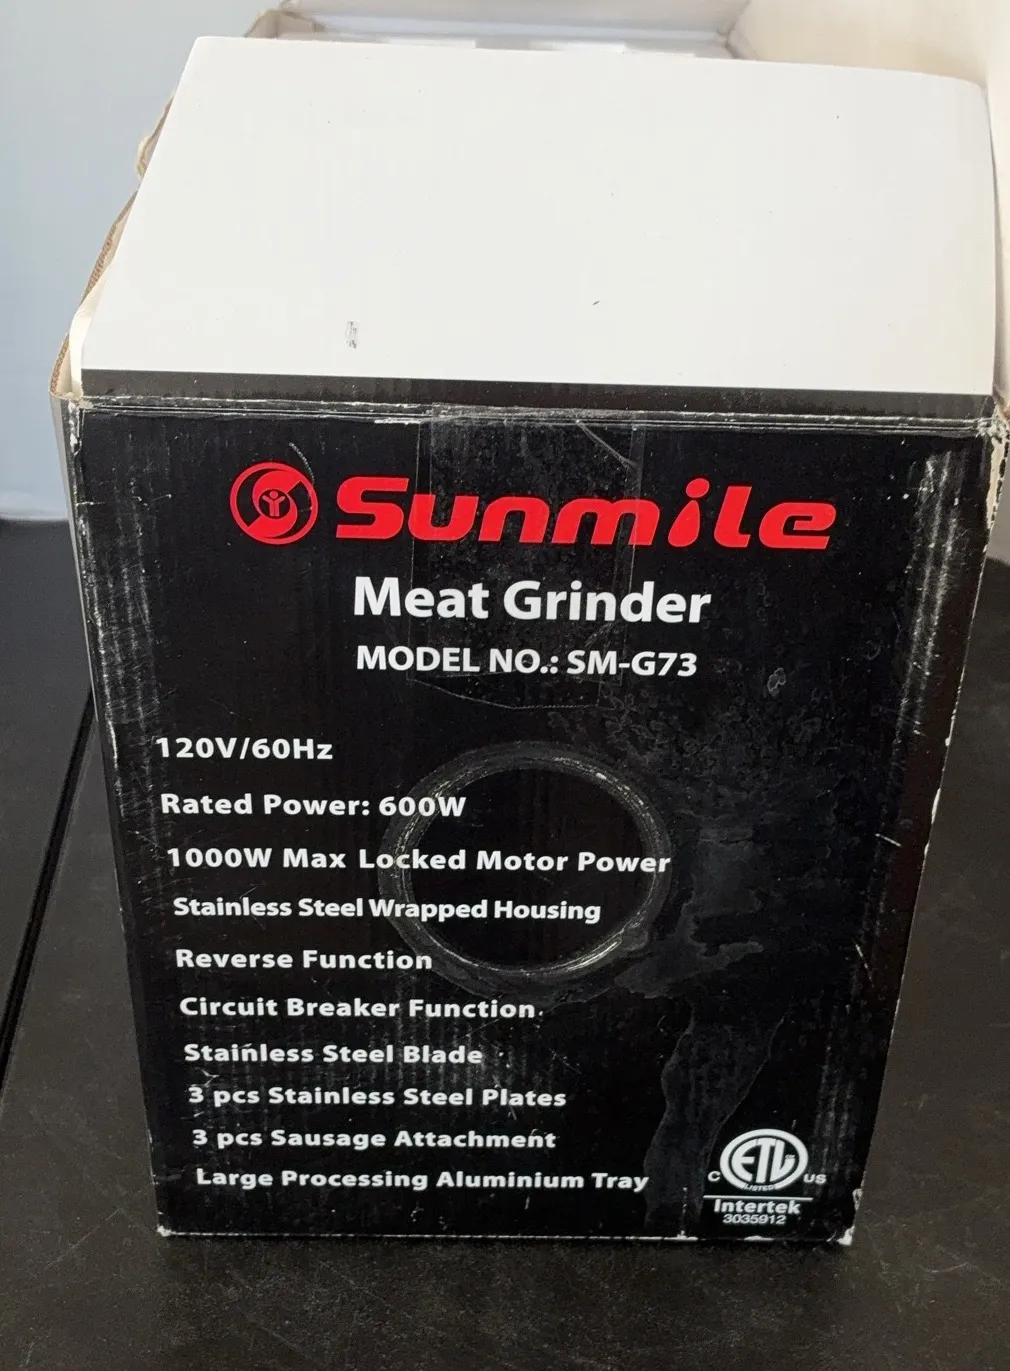 Sunmile
Meat Grinder
MODEL NO.: SM-G73
120V/60Hz
Rated Power: 600W
1000W Max Locked Motor Power
Stainless Steel Wrapped Housing
Reverse Function
Circuit Breaker Function
Stainless Steel Blade
3 pcs Stainless Steel Plates
3 pcs Sausage Attachment
Large Processing Aluminium Tray
C ETL US
LISTED
Intertek
3035912